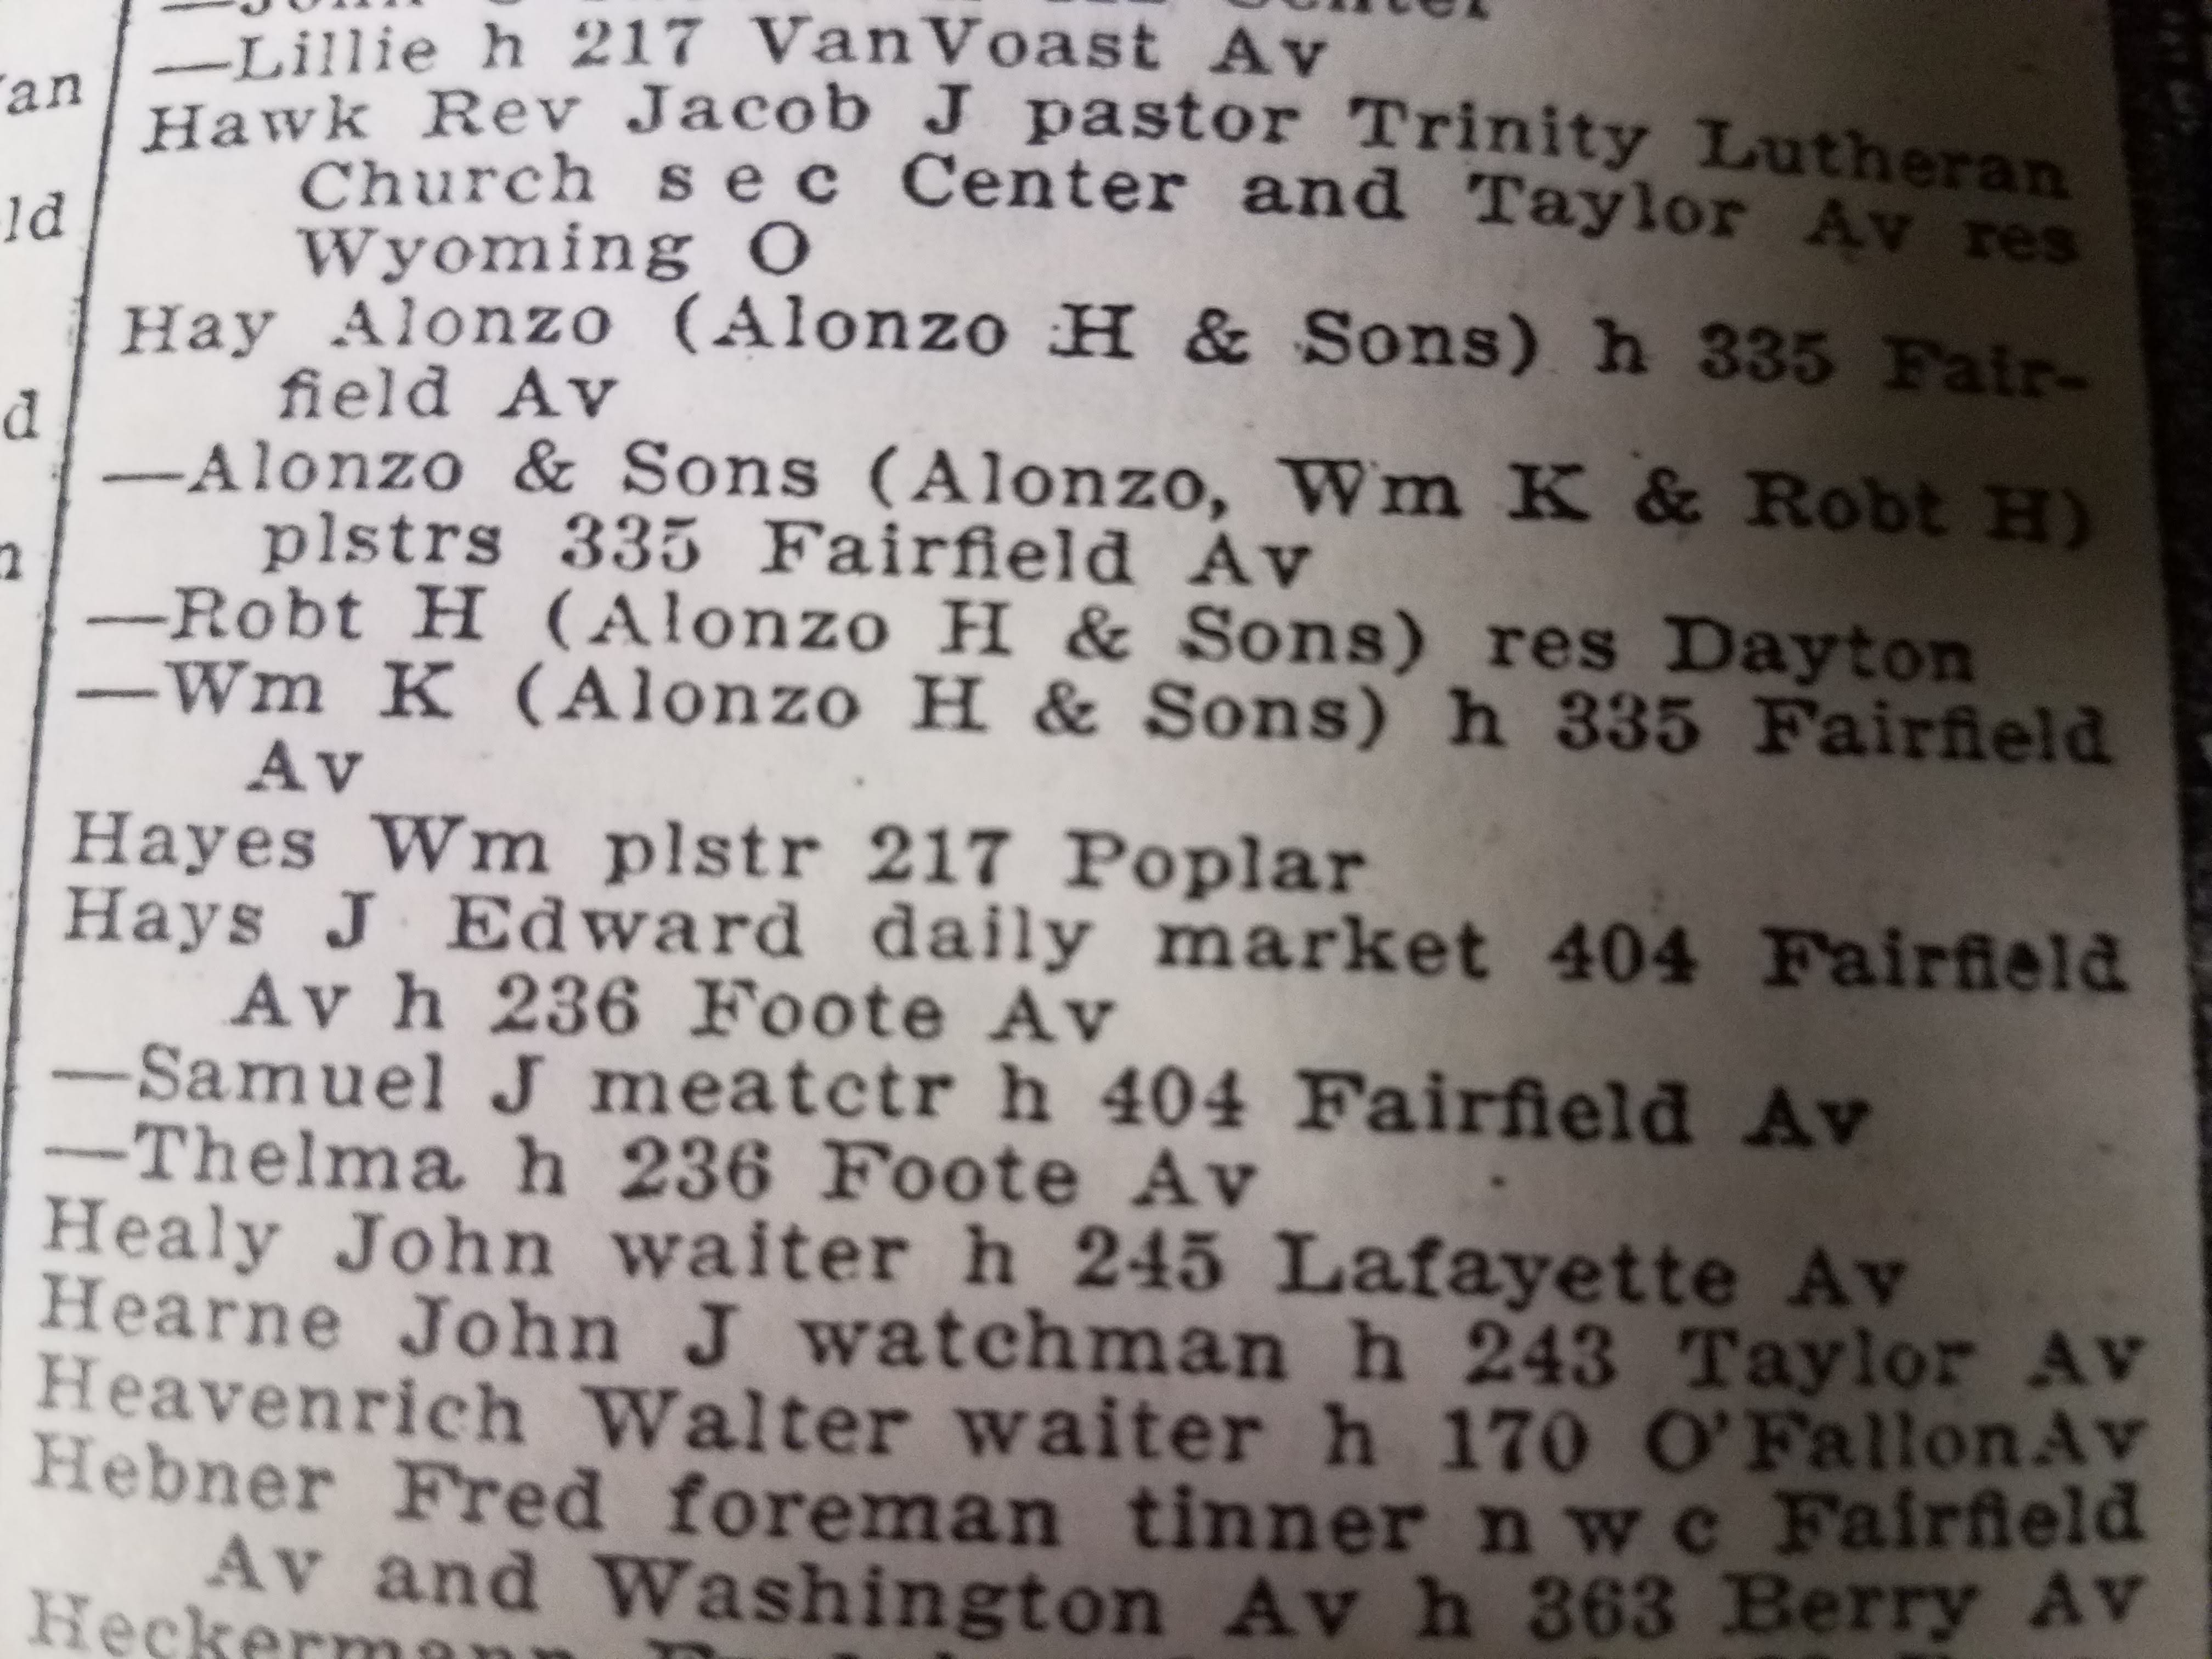 Center
—Lillie h 217 VanVoast Av
Hawk Rev Jacob J pastor Trinity Lutheran
Church s e c Center and Taylor Av res
Wyoming O
Hay Alonzo (Alonzo H & Sons) h 335 Fair-
field Av
—Alonzo & Sons (Alonzo, Wm K & Robt H)
plstrs 335 Fairfield Av
—Robt H (Alonzo H & Sons) res Dayton
—Wm K (Alonzo H & Sons) h 335 Fairfield
Av
Hayes Wm plstr 217 Poplar
Hays J Edward daily market 404 Fairfield
Av h 236 Foote Av
—Samuel J meatctr h 404 Fairfield Av
—Thelma h 236 Foote Av
Healy John waiter h 245 Lafayette Av
Hearne John J watchman h 243 Taylor Av
Heavenrich Walter waiter h 170 O'FallonAv
Hebner Fred foreman tinner n w c Fairfield
Av and Washington Av h 363 Berry Av
Heckermann